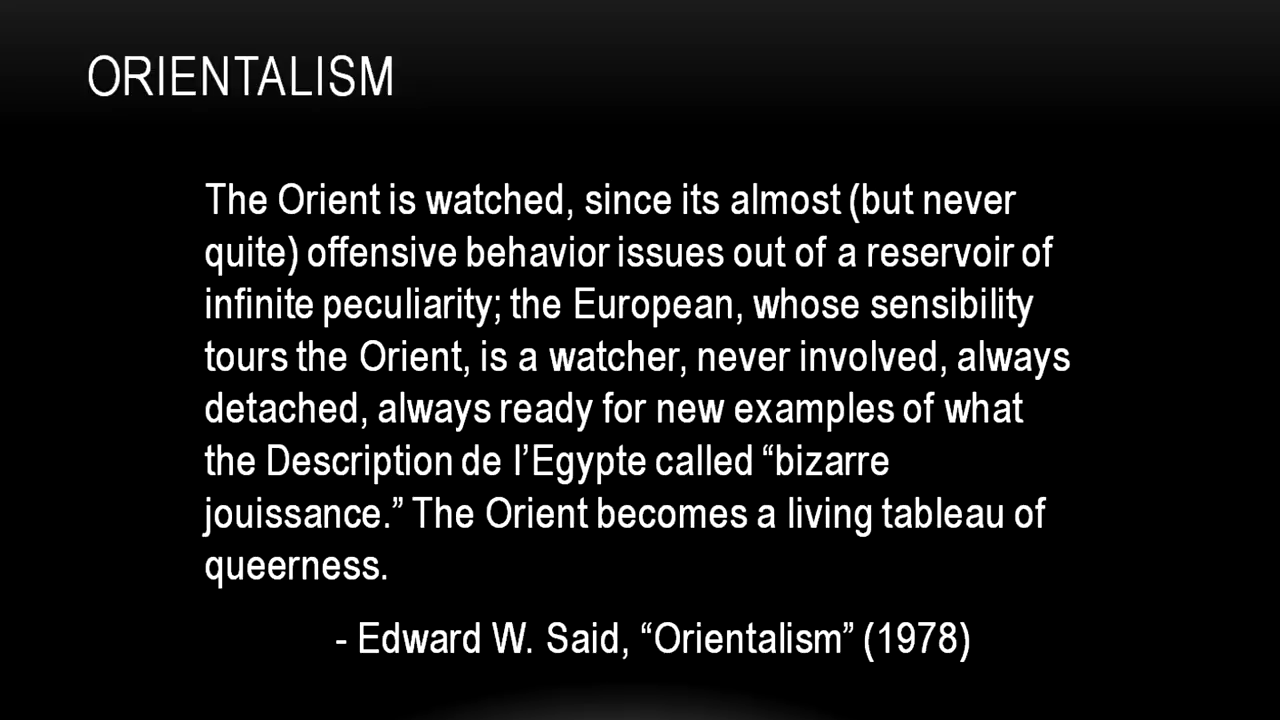 ORIENTALISM
The Orient is watched, since its almost (but never
quite) offensive behavior issues out of a reservoir of
infinite peculiarity; the European, whose sensibility
tours the Orient, is a watcher, never involved, always
detached, always ready for new examples of what
the Description de l’Egypte called “bizarre
jouissance.” The Orient becomes a living tableau of
queerness.
- Edward W. Said, “Orientalism” (1978)